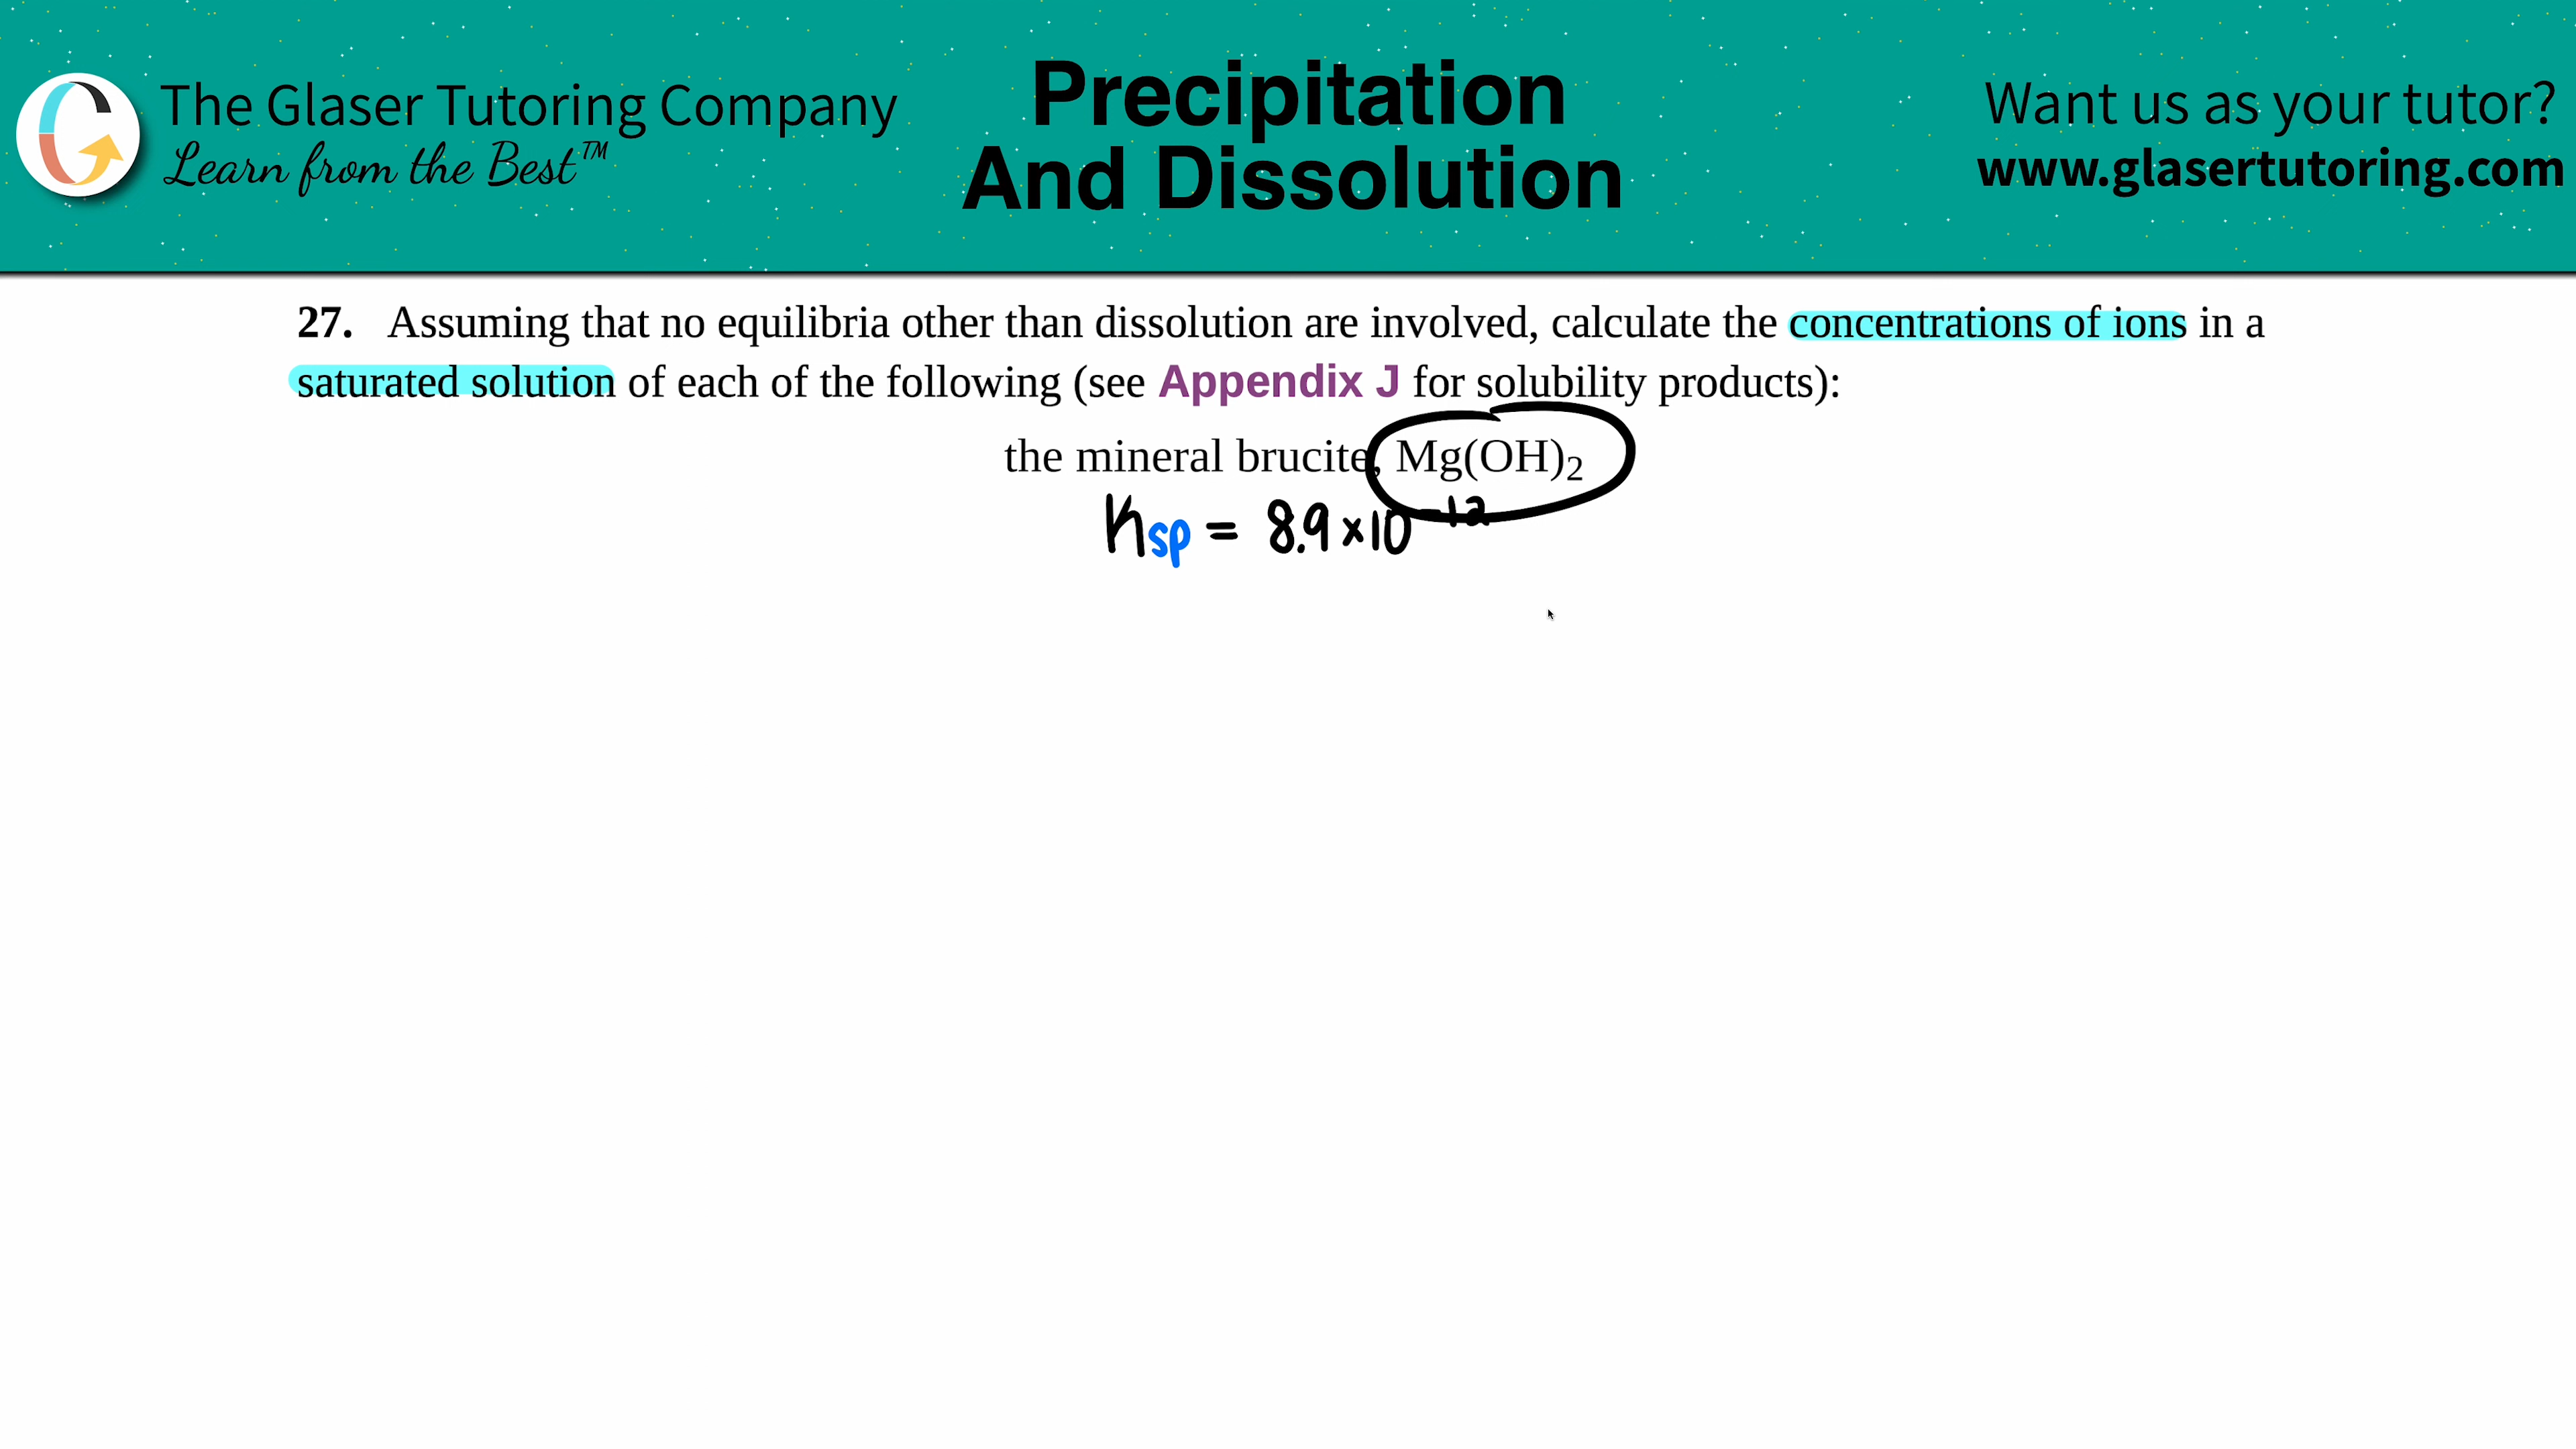 The Glaser Tutoring Company
Learn from the Best™
Precipitation
And Dissolution
Want us as your tutor?
www.glasertutoring.com
27. Assuming that no equilibria other than dissolution are involved, calculate the concentrations of ions in a
saturated solution of each of the following (see Appendix J for solubility products):
the mineral brucite, Mg(OH)₂
Ksp = 8.9×10⁻¹²